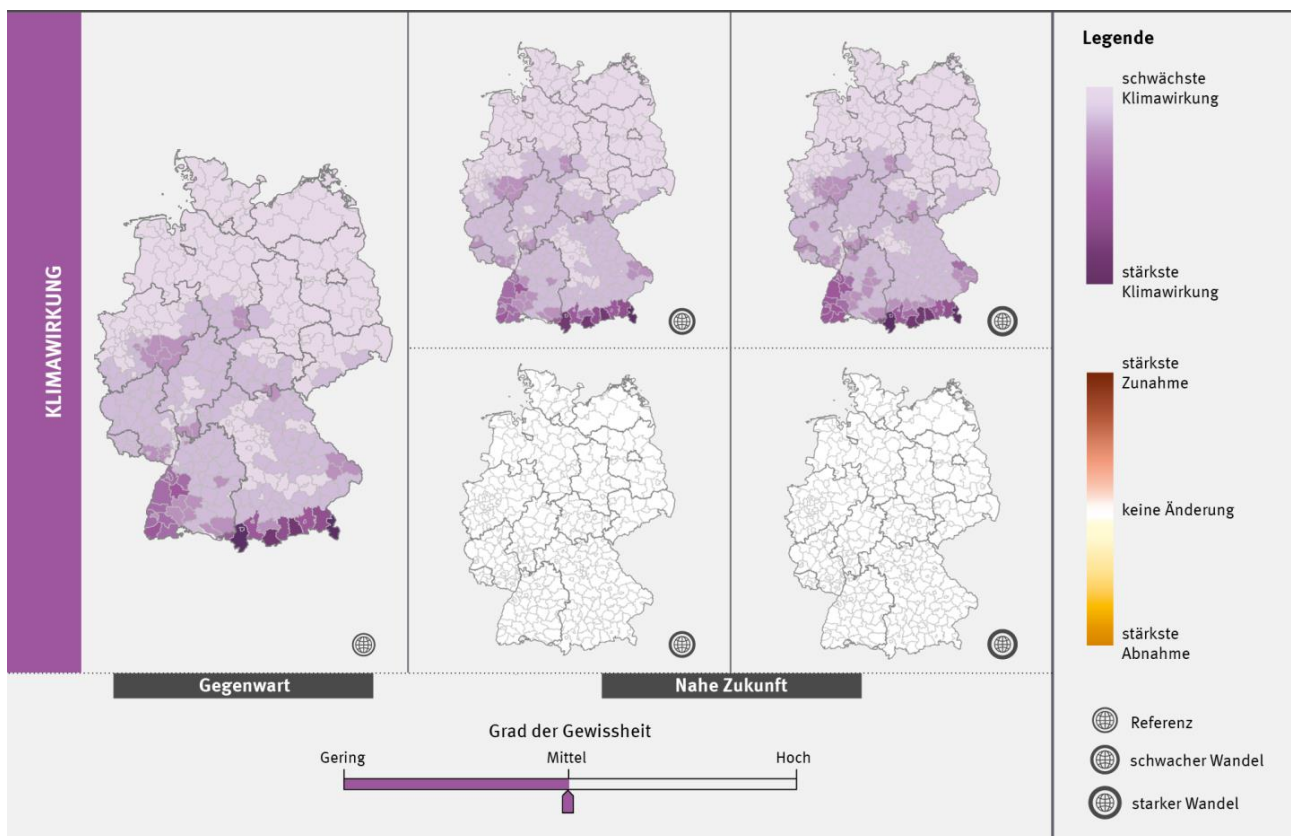 KLIMAWIRKUNG
Gegenwart
Nahe Zukunft
Grad der Gewissheit
Gering
Mittel
Hoch
Legende
schwächste
Klimawirkung
stärkste
Klimawirkung
stärkste
Zunahme
keine Änderung
stärkste
Abnahme
Referenz
schwacher Wandel
starker Wandel